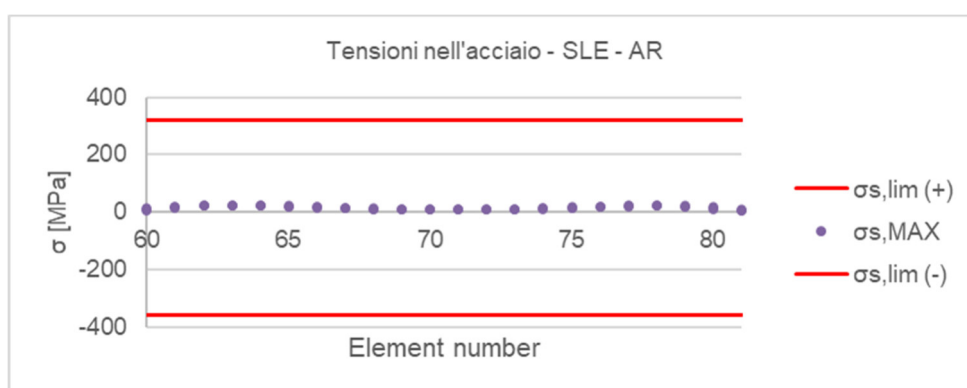 Tensioni nell'acciaio - SLE - AR
400
200
0
-200
-400
σ [MPa]
60 65 70 75 80
Element number
σs,lim (+)
σs,MAX
σs,lim (-)